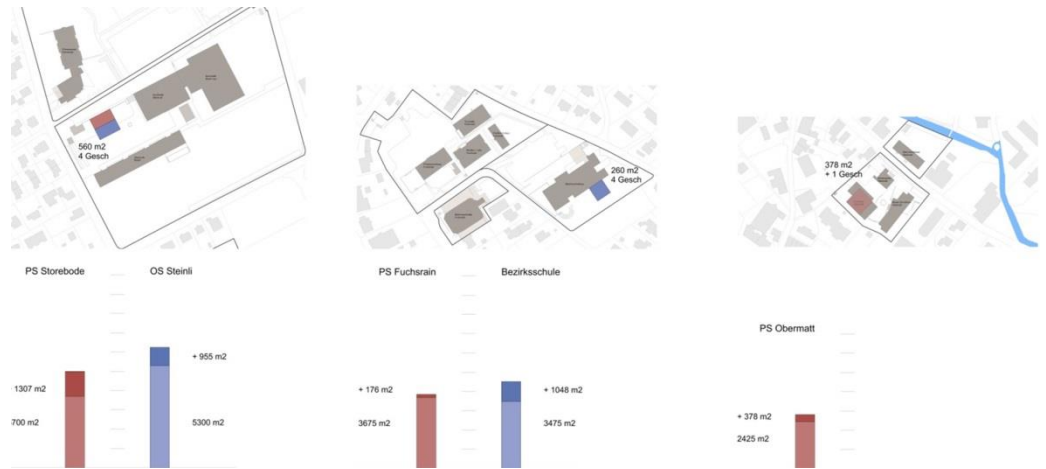 560 m2
4 Gesch
260 m2
4 Gesch
378 m2
+ 1 Gesch
PS Storebode
OS Steinli
PS Fuchsrain
Bezirksschule
PS Obermatt
+ 955 m2
1307 m2
700 m2
5300 m2
+ 176 m2
+ 1048 m2
3675 m2
3475 m2
+ 378 m2
2425 m2